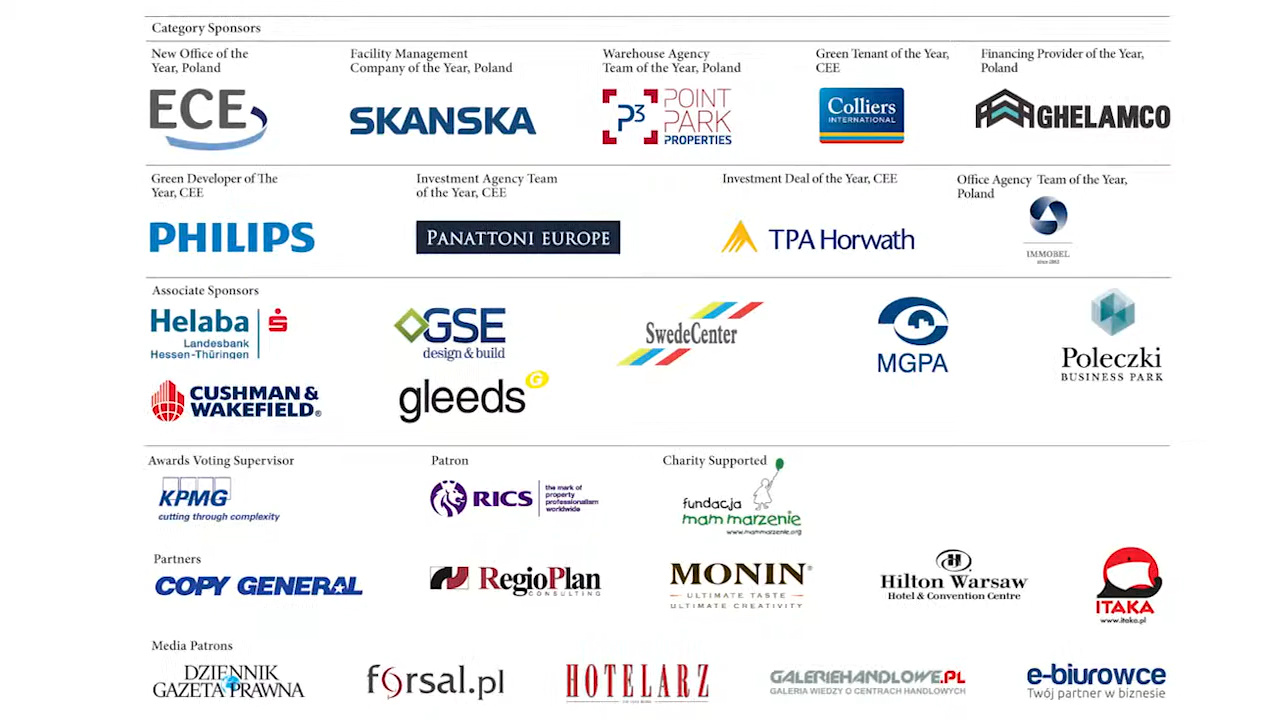 Category Sponsors
New Office of the
Year, Poland
ECE
Facility Management
Company of the Year, Poland
SKANSKA
Warehouse Agency
Team of the Year, Poland
P3
POINT
PARK
PROPERTIES
Green Tenant of the Year,
CEE
Colliers
INTERNATIONAL
Financing Provider of the Year,
Poland
GHELAMCO
Green Developer of The
Year, CEE
PHILIPS
Investment Agency Team
of the Year, CEE
PANATTONI EUROPE
Investment Deal of the Year, CEE
TPA Horwath
Office Agency Team of the Year,
Poland
IMMOBEL
since 1863
Associate Sponsors
Helaba
Landesbank
Hessen-Thüringen
GSE
design & build
SwedeCenter
MGPA
Poleczki
BUSINESS PARK
CUSHMAN &
WAKEFIELD®
gleeds
G
Awards Voting Supervisor
KPMG
cutting through complexity
Patron
RICS
the mark of
property
professionalism
worldwide
Charity Supported
fundacja
mam marzenie
www.mammarzenie.org
Partners
COPY GENERAL
RegioPlan
CONSULTING
MONIN®
ULTIMATE TASTE
ULTIMATE CREATIVITY
H
Hilton Warsaw
Hotel & Convention Centre
ITAKA
www.itaka.pl
Media Patrons
DZIENNIK
GAZETA PRAWNA
forsal.pl
HOTELARZ
GALERIEHANDLOWE.PL
GALERIA WIEDZY O CENTRACH HANDLOWYCH
e-biurowce
Twój partner w biznesie